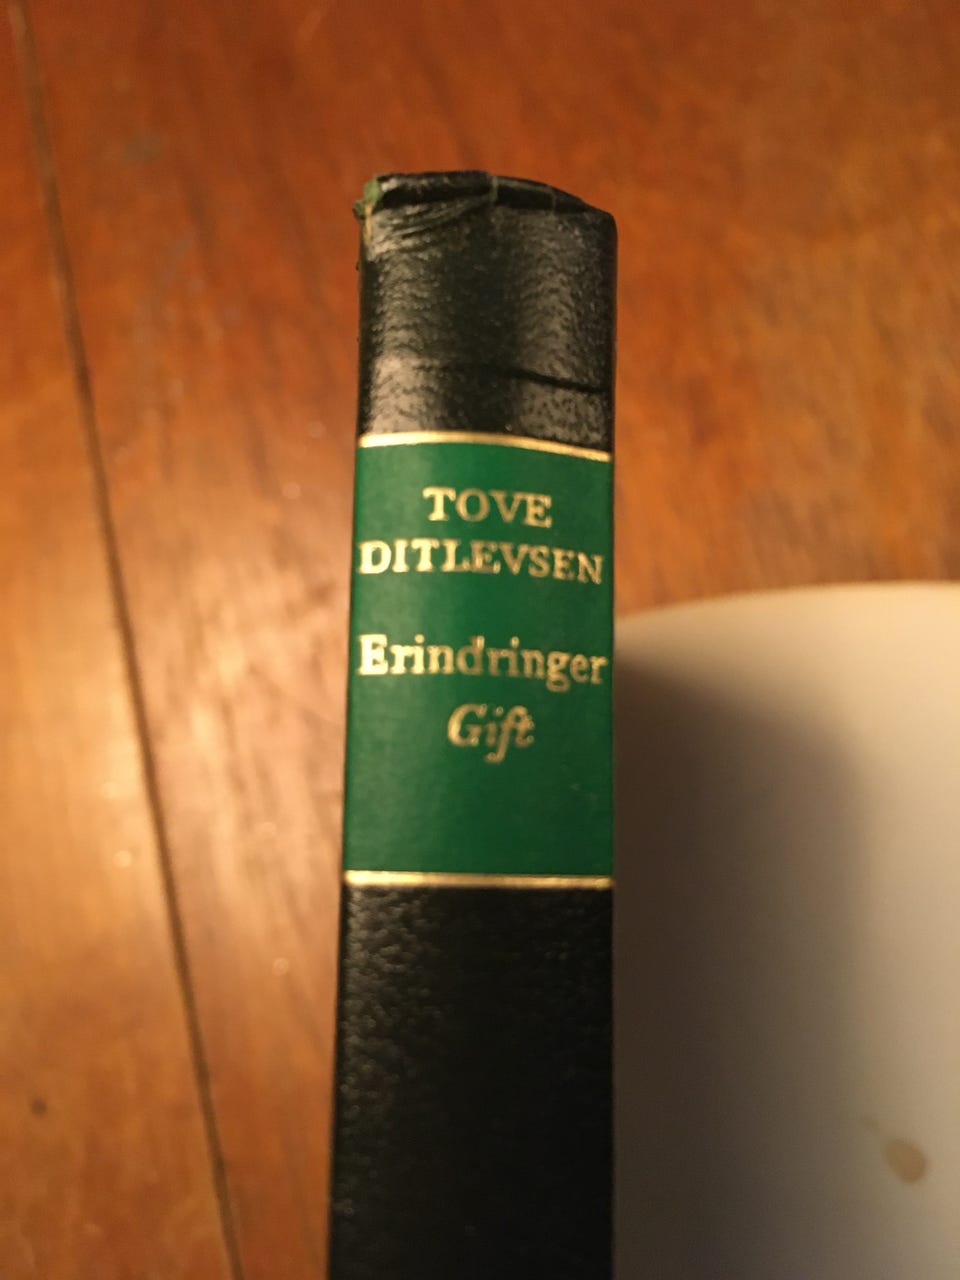 TOVE
DITLEVSEN
Erindringer
Gift